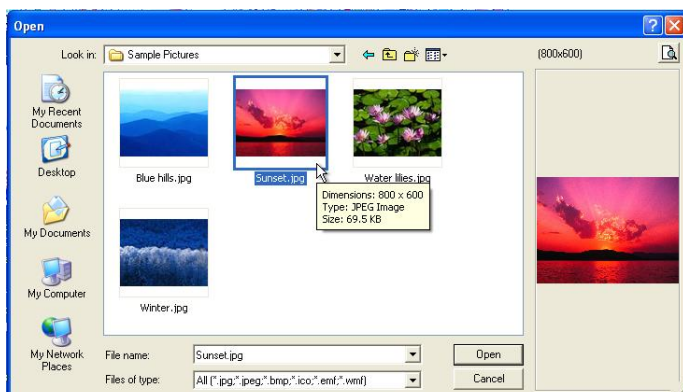 Open
Look in:
Sample Pictures
(800x600)
My Recent
Documents
Desktop
My Documents
My Computer
My Network
Places
Blue hills.jpg
Sunset.jpg
Water lilies.jpg
Dimensions: 800 x 600
Type: JPEG Image
Size: 69.5 KB
Winter.jpg
File name:
Sunset.jpg
Open
Files of type:
All (*.jpg;*.jpeg;*.bmp;*.ico;*.emf;*.wmf)
Cancel